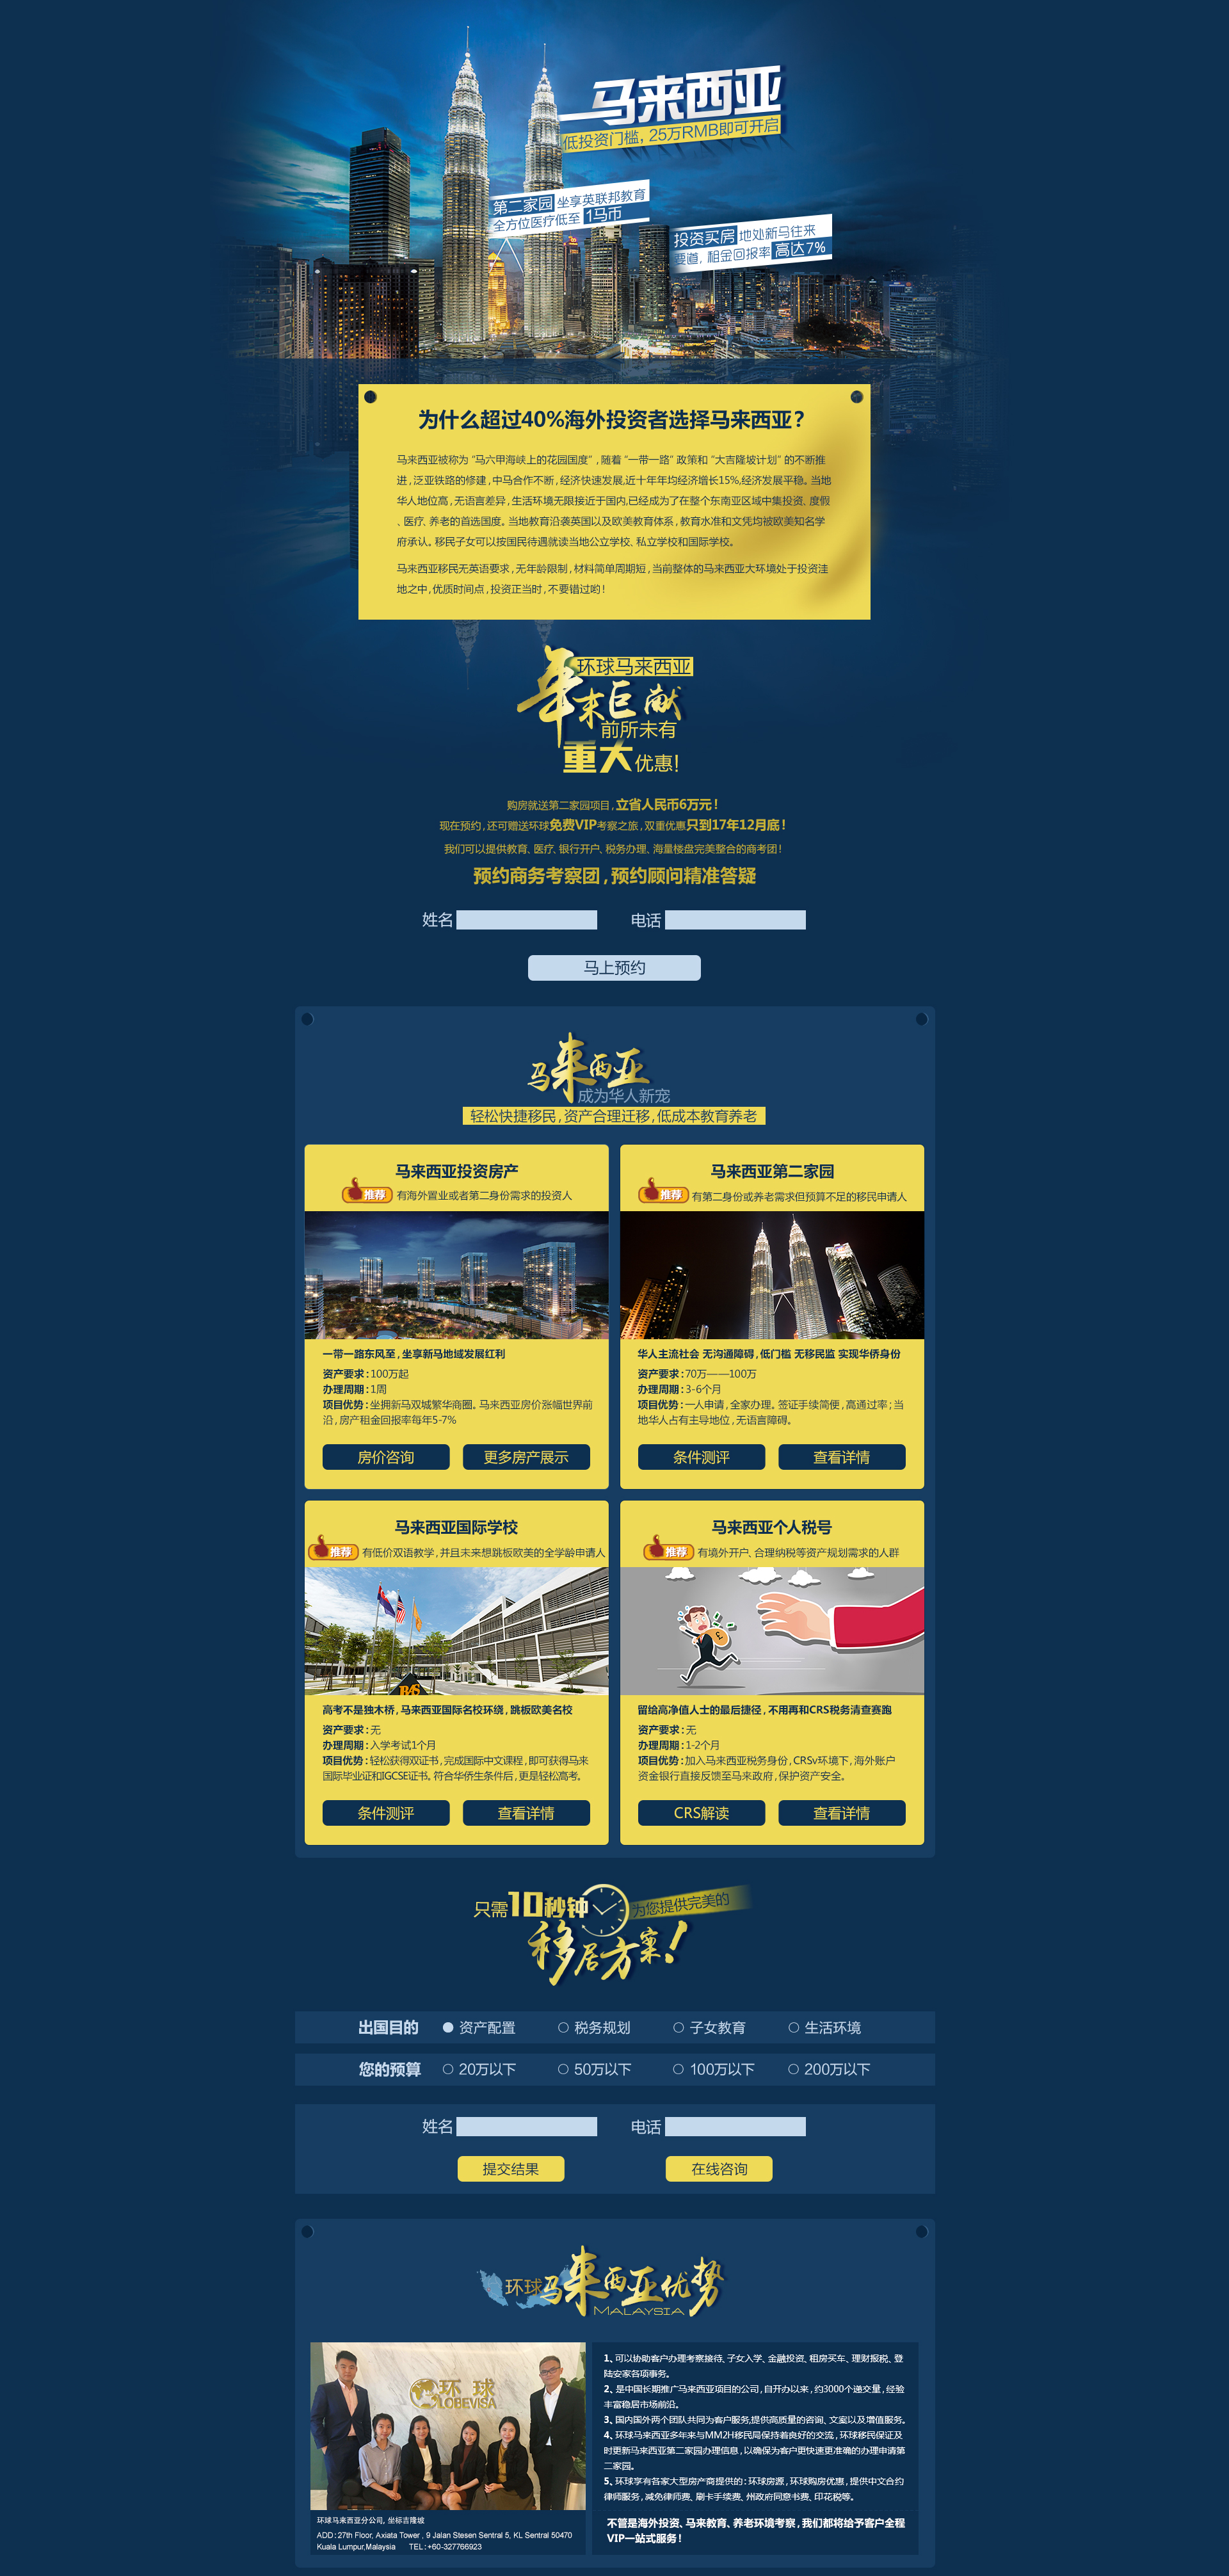 马来西亚
低投资门槛，25万RMB即可开启
第二家园 坐享英联邦教育
全方位医疗低至 1马币
投资买房 地处新马往来
要道，租金回报率 高达7%
为什么超过40%海外投资者选择马来西亚？
马来西亚被称为 “马六甲海峡上的花园国度” , 随着 “一带一路” 政策和 “大吉隆坡计划” 的不断推
进 , 泛亚铁路的修建 , 中马合作不断 , 经济快速发展,近十年年均经济增长15%,经济发展平稳。当地
华人地位高 , 无语言差异 , 生活环境无限接近于国内,已经成为了在整个东南亚区域中集投资、度假
、医疗、养老的首选国度。当地教育沿袭英国以及欧美教育体系 , 教育水准和文凭均被欧美知名学
府承认。移民子女可以按国民待遇就读当地公立学校、私立学校和国际学校。
马来西亚移民无英语要求 , 无年龄限制 , 材料简单周期短 , 当前整体的马来西亚大环境处于投资洼
地之中 , 优质时间点 , 投资正当时 , 不要错过哟 !
环球马来西亚
年末巨献
前所未有
重大优惠!
购房就送第二家园项目 , 立省人民币6万元 !
现在预约 , 还可赠送环球免费VIP考察之旅 , 双重优惠只到17年12月底 !
我们可以提供教育、医疗、银行开户、税务办理、海量楼盘完美整合的商考团 !
预约商务考察团 , 预约顾问精准答疑
姓名 电话
马上预约
马来西亚
成为华人新宠
轻松快捷移民 , 资产合理迁移 , 低成本教育养老
马来西亚投资房产
推荐 有海外置业或者第二身份需求的投资人
一带一路东风至 , 坐享新马地域发展红利
资产要求 : 100万起
办理周期 : 1周
项目优势 : 坐拥新马双城繁华商圈。马来西亚房价涨幅世界前
沿 , 房产租金回报率每年5-7%
房价咨询 更多房产展示
马来西亚第二家园
推荐 有第二身份或养老需求但预算不足的移民申请人
华人主流社会 无沟通障碍 , 低门槛 无移民监 实现华侨身份
资产要求 : 70万——100万
办理周期 : 3-6个月
项目优势 : 一人申请 , 全家办理。签证手续简便 , 高通过率 ; 当
地华人占有主导地位 , 无语言障碍。
条件测评 查看详情
马来西亚国际学校
推荐 有低价双语教学 , 并且未来想跳板欧美的全学龄申请人
高考不是独木桥 , 马来西亚国际名校环绕 , 跳板欧美名校
资产要求 : 无
办理周期 : 入学考试1个月
项目优势 : 轻松获得双证书 , 完成国际中文课程 , 即可获得马来
国际毕业证和IGCSE证书。符合华侨生条件后 , 更是轻松高考。
条件测评 查看详情
马来西亚个人税号
推荐 有境外开户、合理纳税等资产规划需求的人群
留给高净值人士的最后捷径 , 不用再和CRS税务清查赛跑
资产要求 : 无
办理周期 : 1-2个月
项目优势 : 加入马来西亚税务身份 , CRSv环境下 , 海外账户
资金银行直接反馈至马来政府 , 保护资产安全。
CRS解读 查看详情
只需10秒钟 为您提供完美的
移居方案!
出国目的 资产配置 税务规划 子女教育 生活环境
您的预算 20万以下 50万以下 100万以下 200万以下
姓名 电话
提交结果 在线咨询
环球马来西亚优势
MALAYSIA
环球
LOBEVISA
环球马来西亚分公司, 坐标吉隆坡
ADD : 27th Floor, Axiata Tower , 9 Jalan Stesen Sentral 5, KL Sentral 50470
Kuala Lumpur,Malaysia TEL : +60-327766923
1、可以协助客户办理考察接待、子女入学、金融投资、租房买车、理财报税、登
陆安家各项事务。
2、是中国长期推广马来西亚项目的公司 , 自开办以来 , 约3000个递交量 , 经验
丰富稳居市场前沿。
3、国内国外两个团队共同为客户服务,提供高质量的咨询、文案以及增值服务。
4、环球马来西亚多年来与MM2H移民局保持着良好的交流 , 环球移民保证及
时更新马来西亚第二家园办理信息 , 以确保为客户更快速更准确的办理申请第
二家园。
5、环球享有各家大型房产商提供的 : 环球房源 , 环球购房优惠 , 提供中文合约
律师服务 , 减免律师费、刷卡手续费、州政府同意书费、印花税等。
不管是海外投资、马来教育、养老环境考察 , 我们都将给予客户全程
VIP一站式服务 !